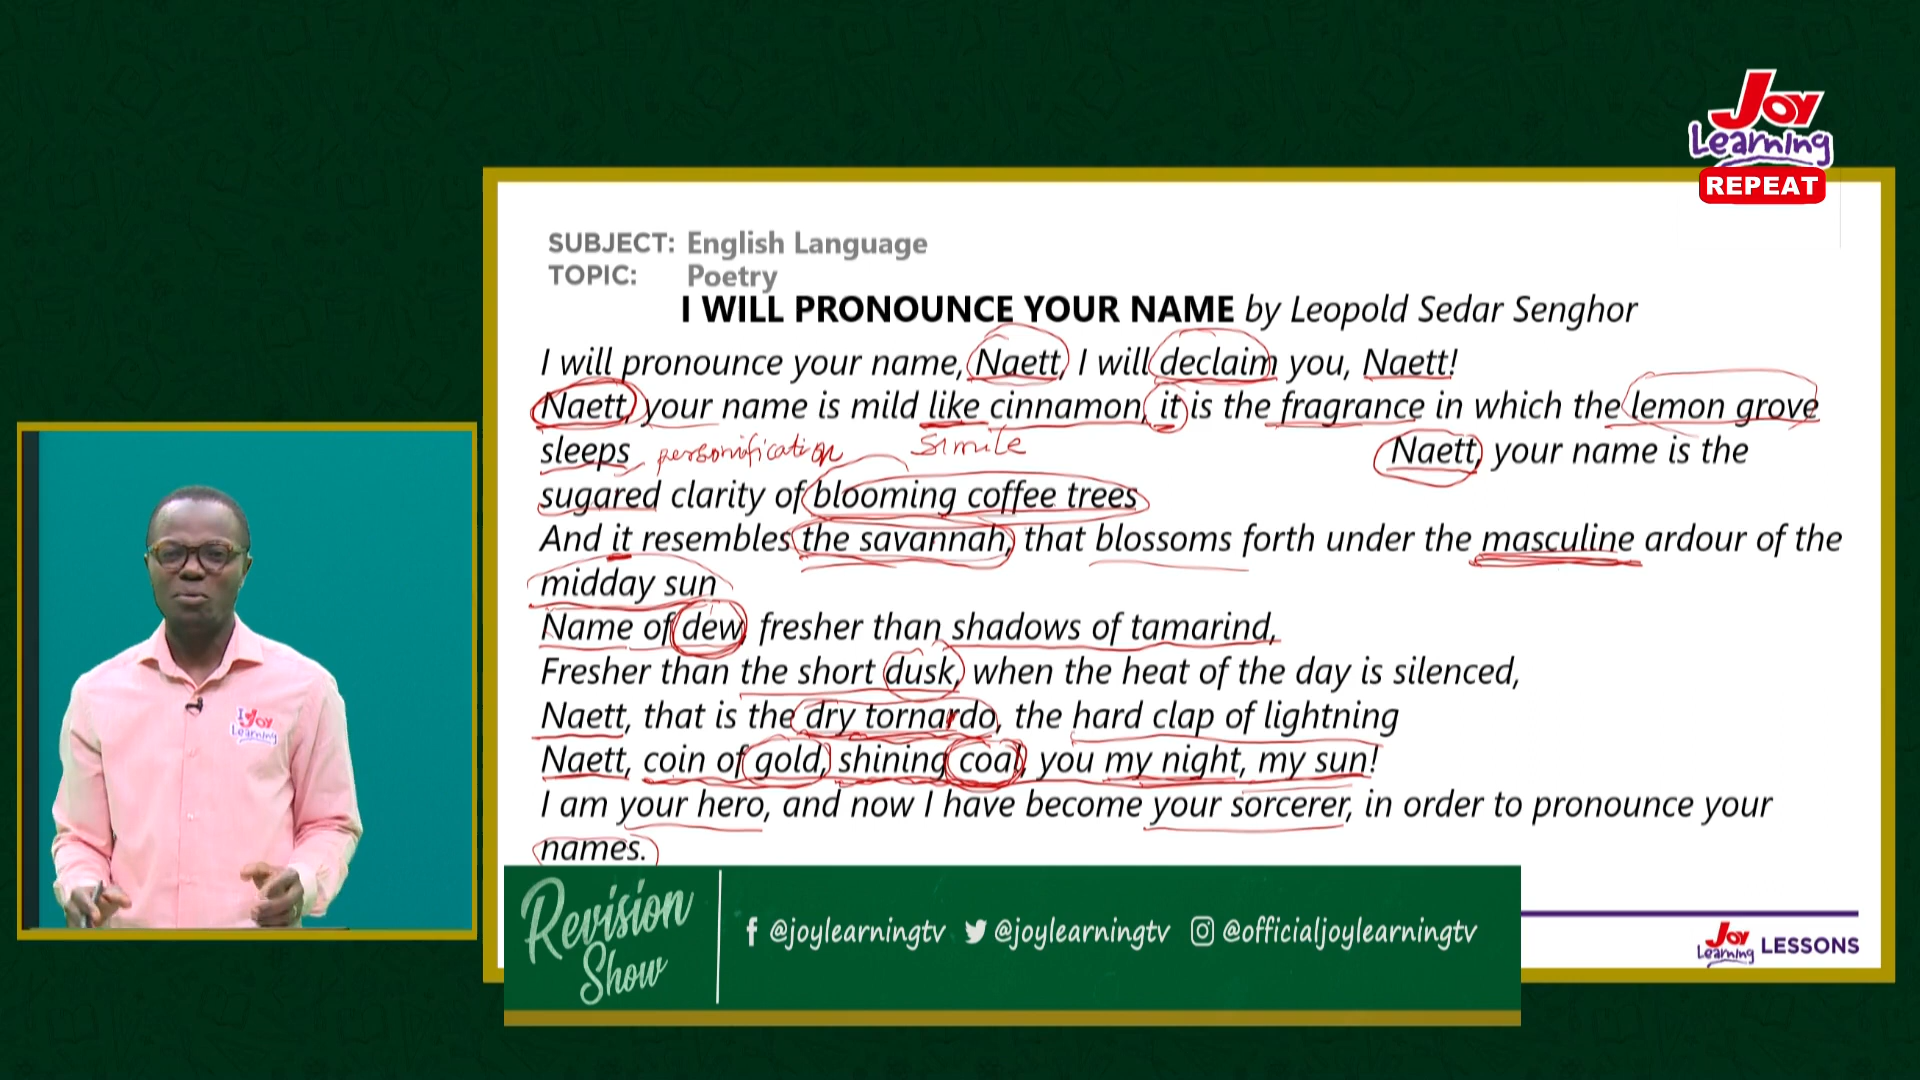 Joy
Learning
REPEAT
SUBJECT: English Language
TOPIC: Poetry
I WILL PRONOUNCE YOUR NAME by Leopold Sedar Senghor
I will pronounce your name, Naett, I will declaim you, Naett!
Naett, your name is mild like cinnamon, it is the fragrance in which the lemon grove
sleeps personification simile Naett, your name is the
sugared clarity of blooming coffee trees
And it resembles the savannah, that blossoms forth under the masculine ardour of the
midday sun
Name of dew, fresher than shadows of tamarind,
Fresher than the short dusk, when the heat of the day is silenced,
Naett, that is the dry tornardo, the hard clap of lightning
Naett, coin of gold, shining coal, you my night, my sun!
I am your hero, and now I have become your sorcerer, in order to pronounce your
names.
Joy
Learning
Revision
Show
@joylearningtv @joylearningtv @officialjoylearningtv
Joy
Learning LESSONS